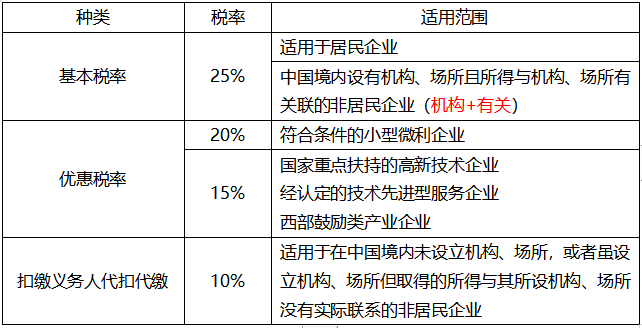 种类 税率 适用范围
基本税率 25% 适用于居民企业
中国境内设有机构、场所且所得与机构、场所有
关联的非居民企业（机构+有关）
优惠税率 20% 符合条件的小型微利企业
15% 国家重点扶持的高新技术企业
经认定的技术先进型服务企业
西部鼓励类产业企业
扣缴义务人代扣代缴 10% 适用于在中国境内未设立机构、场所，或者虽设
立机构、场所但取得的所得与其所设机构、场所
没有实际联系的非居民企业